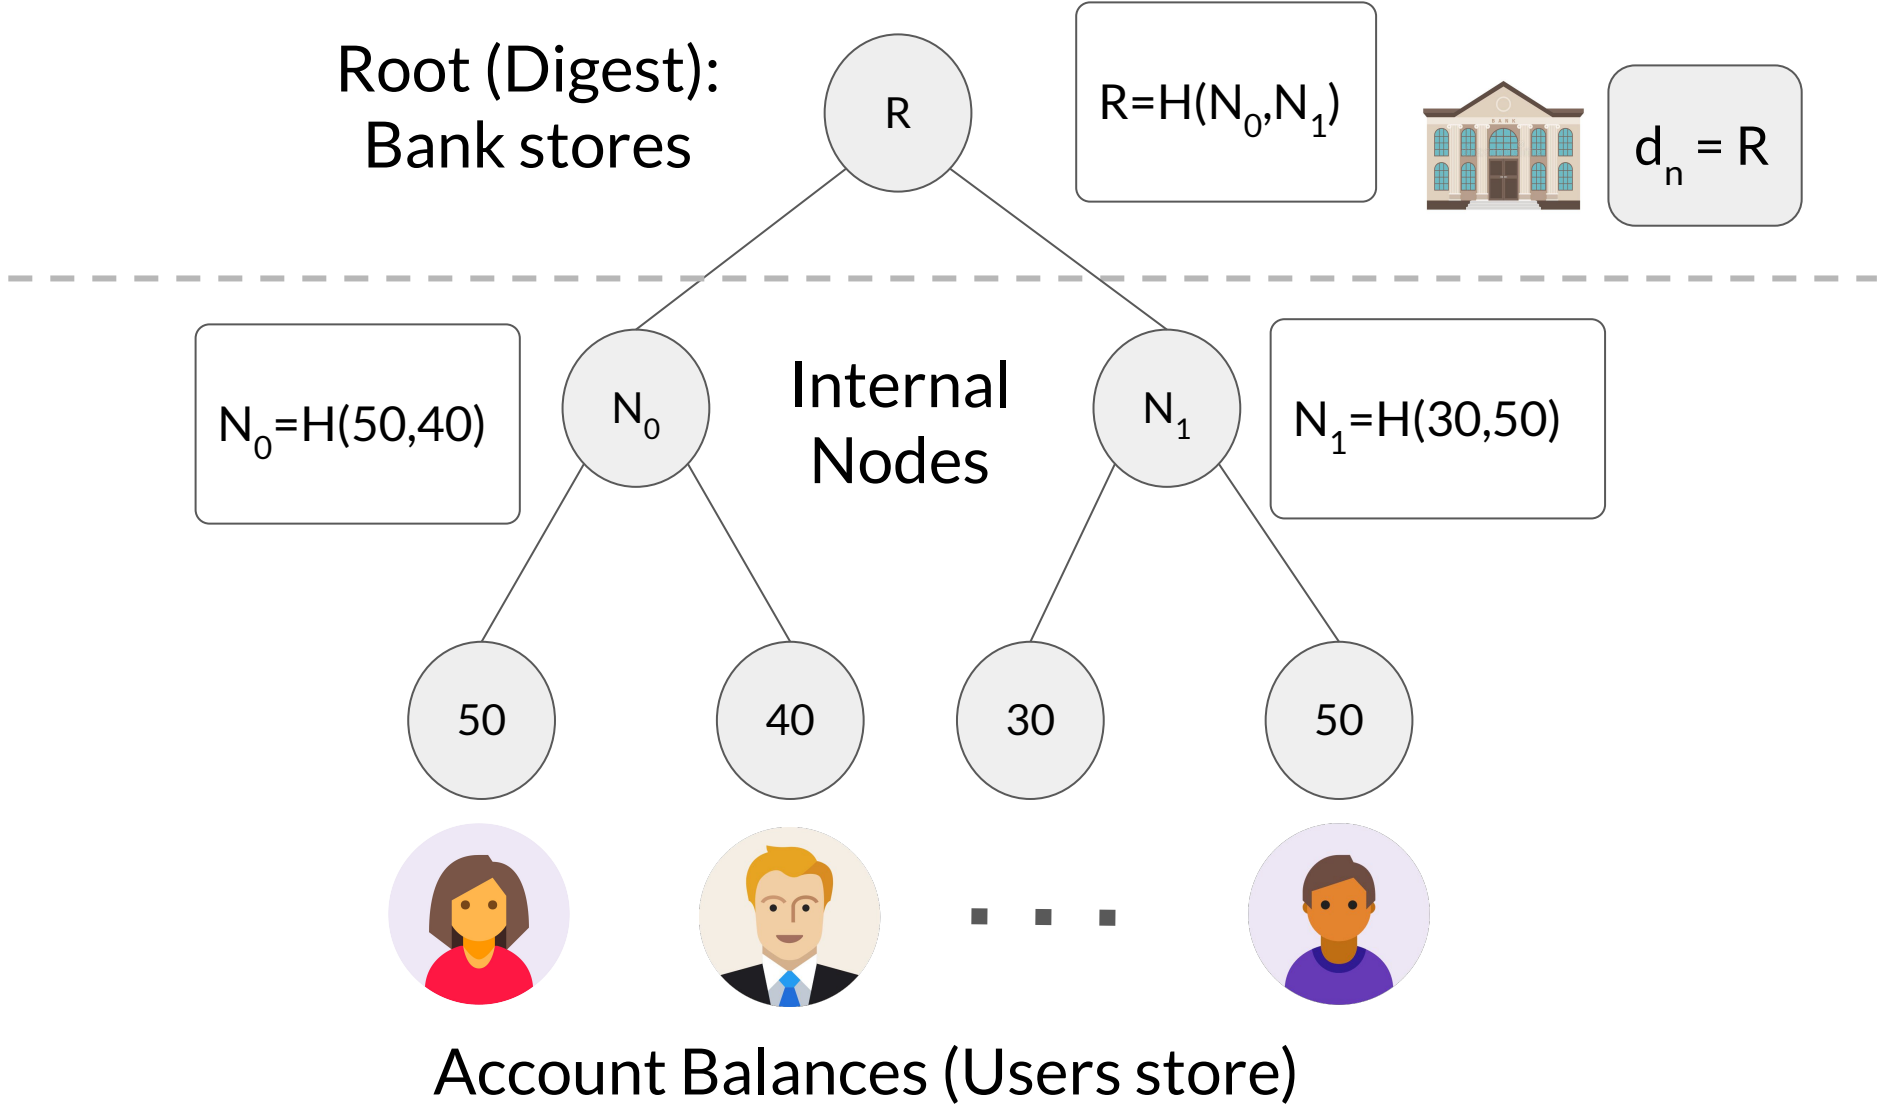 Root (Digest):
Bank stores
R
R=H(N₀,N₁)
BANK
dₙ = R
N₀=H(50,40)
N₀
Internal
Nodes
N₁
N₁=H(30,50)
50
40
30
50
Account Balances (Users store)